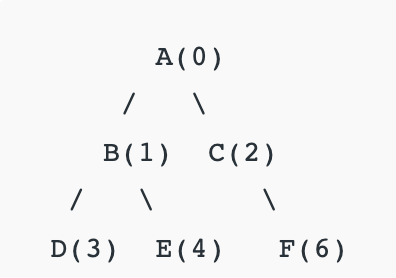 A(0)
/ \
B(1) C(2)
/ \ \
D(3) E(4) F(6)